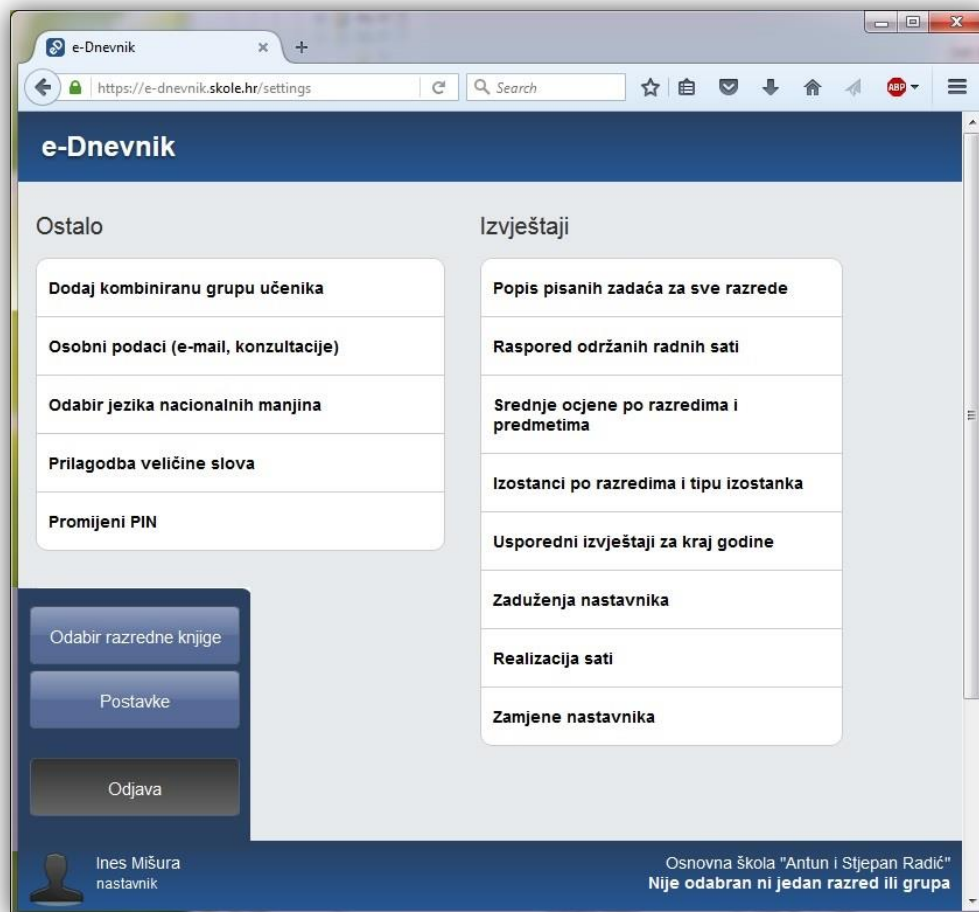 e-Dnevnik
https://e-dnevnik.skole.hr/settings
Search
ABP
e-Dnevnik
Ostalo
Dodaj kombiniranu grupu učenika
Osobni podaci (e-mail, konzultacije)
Odabir jezika nacionalnih manjina
Prilagodba veličine slova
Promijeni PIN
Izvještaji
Popis pisanih zadaća za sve razrede
Raspored održanih radnih sati
Srednje ocjene po razredima i
predmetima
Izostanci po razredima i tipu izostanka
Usporedni izvještaji za kraj godine
Zaduženja nastavnika
Realizacija sati
Zamjene nastavnika
Odabir razredne knjige
Postavke
Odjava
Ines Mišura
nastavnik
Osnovna škola "Antun i Stjepan Radić"
Nije odabran ni jedan razred ili grupa